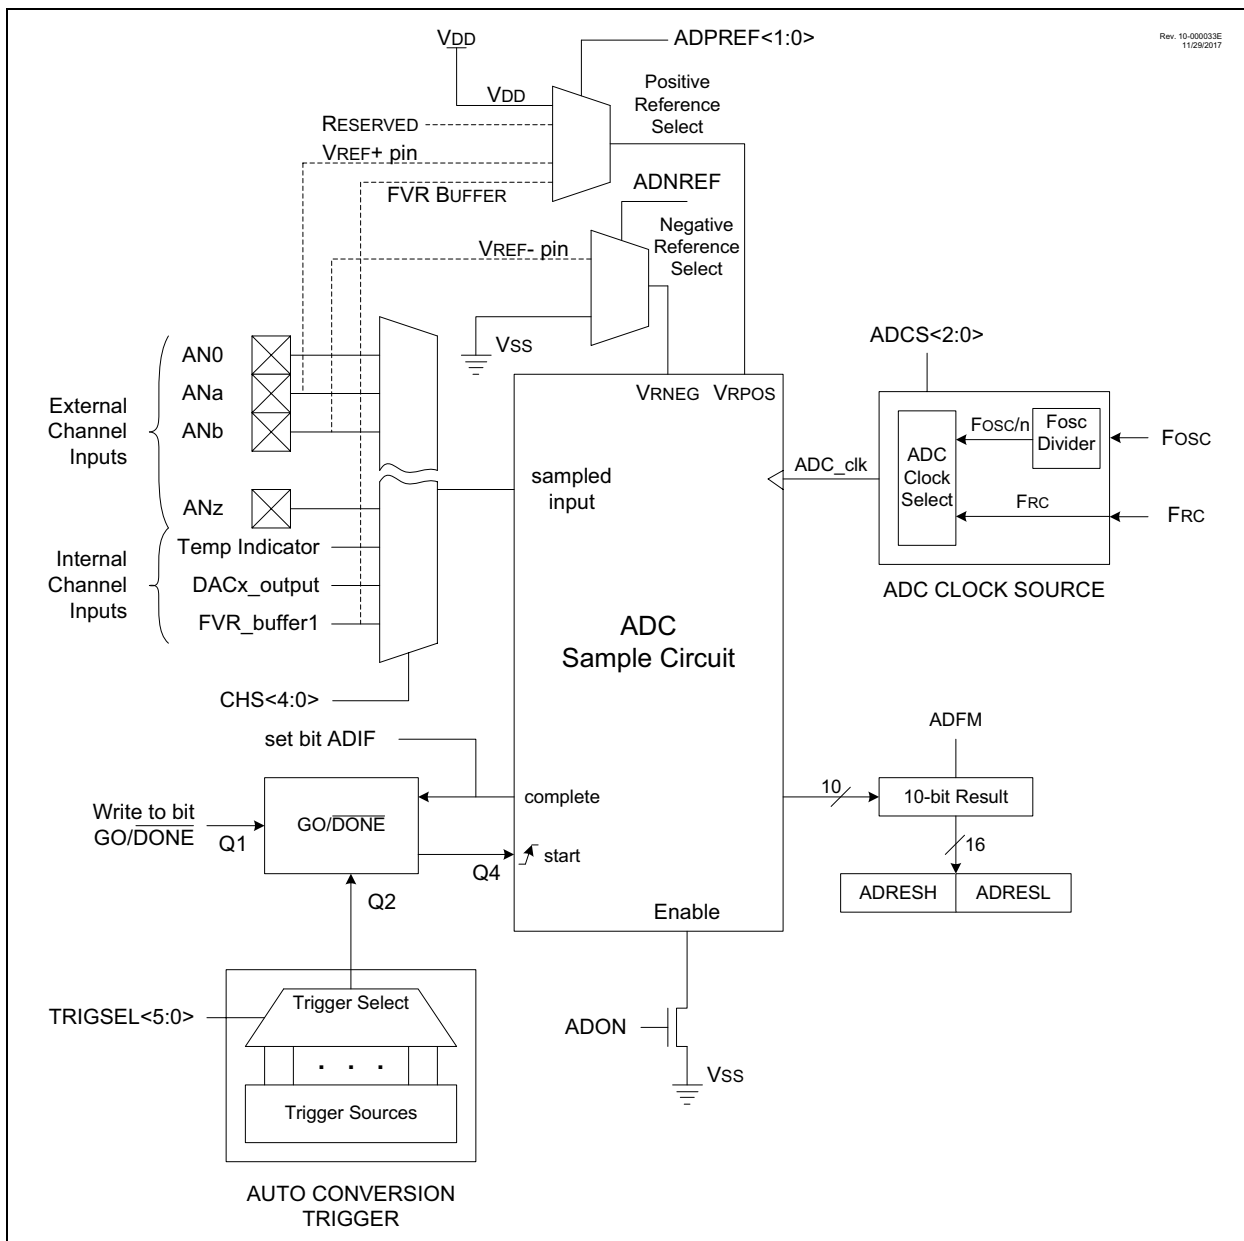 VDD
ADPREF<1:0>
Rev. 10-000033E
11/29/2017
VDD
Positive
Reference
Select
RESERVED
VREF+ pin
FVR BUFFER
ADNREF
Negative
Reference
Select
VREF- pin
VSS
ADCS<2:0>
External
Channel
Inputs
AN0
ANa
ANb
ANz
VRNEG
VRPOS
sampled
input
ADC_clk
ADC
Clock
Select
FOSC/n
Fosc
Divider
FOSC
FRC
FRC
ADC CLOCK SOURCE
Internal
Channel
Inputs
Temp Indicator
DACx_output
FVR_buffer1
ADC
Sample Circuit
CHS<4:0>
set bit ADIF
ADFM
Write to bit
GO/DONE
Q1
GO/DONE
complete
10
10-bit Result
Q4
start
16
Q2
ADRESH
ADRESL
Enable
TRIGSEL<5:0>
Trigger Select
. . .
Trigger Sources
ADON
VSS
AUTO CONVERSION
TRIGGER